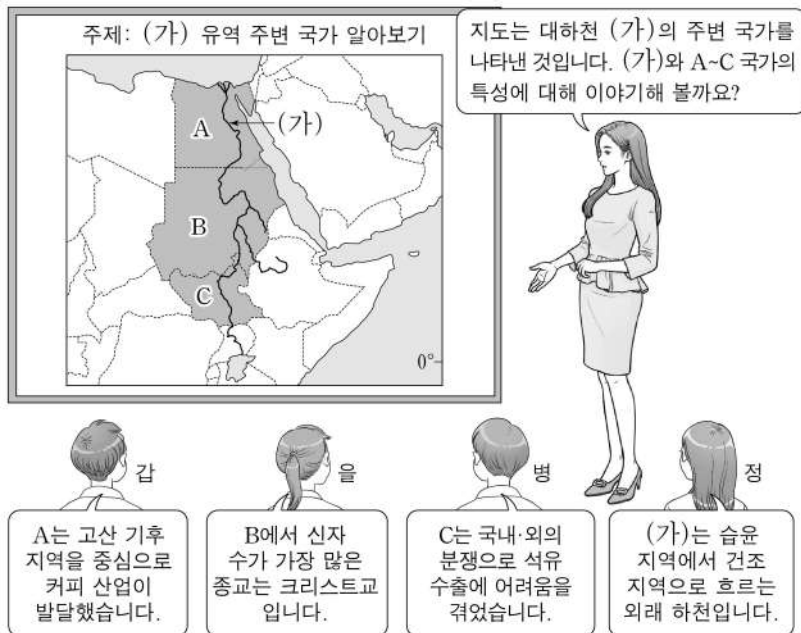 주제: (가) 유역 주변 국가 알아보기
A
(가)
B
C
0°
지도는 대하천 (가)의 주변 국가를
나타낸 것입니다. (가)와 A~C 국가의
특성에 대해 이야기해 볼까요?
갑
A는 고산 기후
지역을 중심으로
커피 산업이
발달했습니다.
을
B에서 신자
수가 가장 많은
종교는 크리스트교
입니다.
병
C는 국내·외의
분쟁으로 석유
수출에 어려움을
겪었습니다.
정
(가)는 습윤
지역에서 건조
지역으로 흐르는
외래 하천입니다.